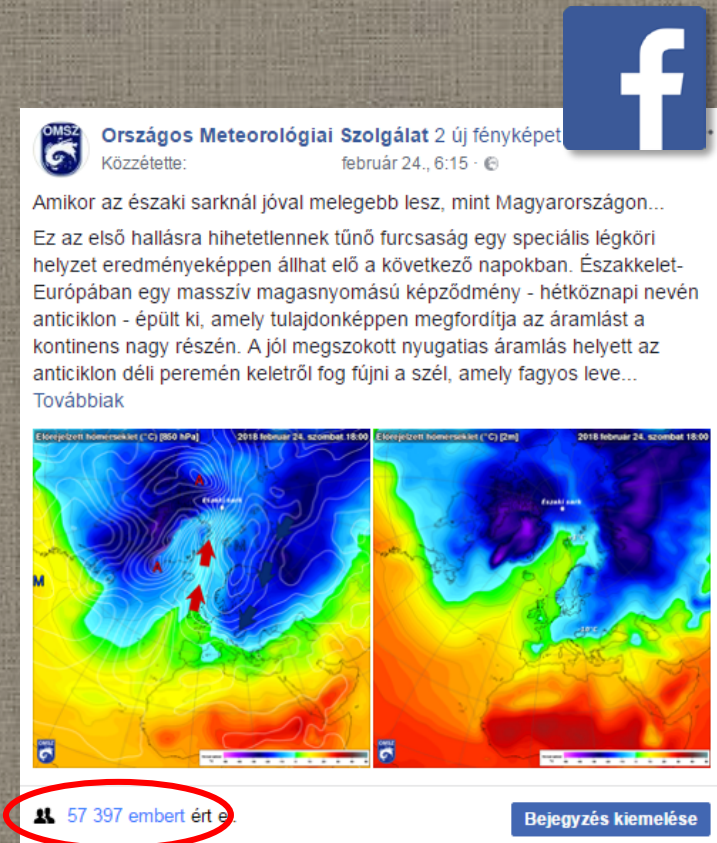 f
OMSZ
Országos Meteorológiai Szolgálat 2 új fényképet
Közzétette: február 24., 6:15 ·
Amikor az északi sarknál jóval melegebb lesz, mint Magyarországon...
Ez az első hallásra hihetetlennek tűnő furcsaság egy speciális légköri
helyzet eredményeképpen állhat elő a következő napokban. Északkelet-
Európában egy masszív magasnyomású képződmény - hétköznapi nevén
anticiklon - épült ki, amely tulajdonképpen megfordítja az áramlást a
kontinens nagy részén. A jól megszokott nyugatias áramlás helyett az
anticiklon déli peremén keletről fog fújni a szél, amely fagyos leve...
Továbbiak
Előrejelzett hőmérséklet (°C) [850 hPa] 2018 február 24. szombat 18:00
Előrejelzett hőmérséklet (°C) [2m] 2018 február 24. szombat 18:00
A
Északi sark
M
A
M
Északi sark
-10°C
OMSZ
OMSZ
57 397 embert ért e
Bejegyzés kiemelése